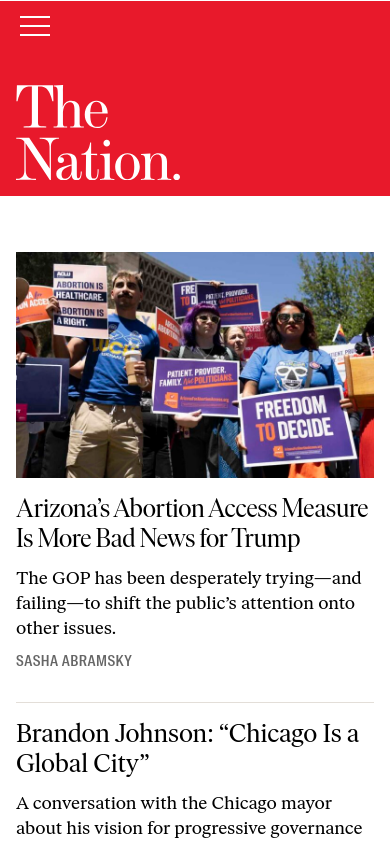 The
Nation.
ABORTION IS
HEALTHCARE.
ABORTION IS
A RIGHT.
PATIENT. PROVIDER.
FAMILY. NOT POLITICIANS.
FREEDOM
TO DECIDE
Arizona’s Abortion Access Measure
Is More Bad News for Trump
The GOP has been desperately trying—and
failing—to shift the public’s attention onto
other issues.
SASHA ABRAMSKY
Brandon Johnson: “Chicago Is a
Global City”
A conversation with the Chicago mayor
about his vision for progressive governance